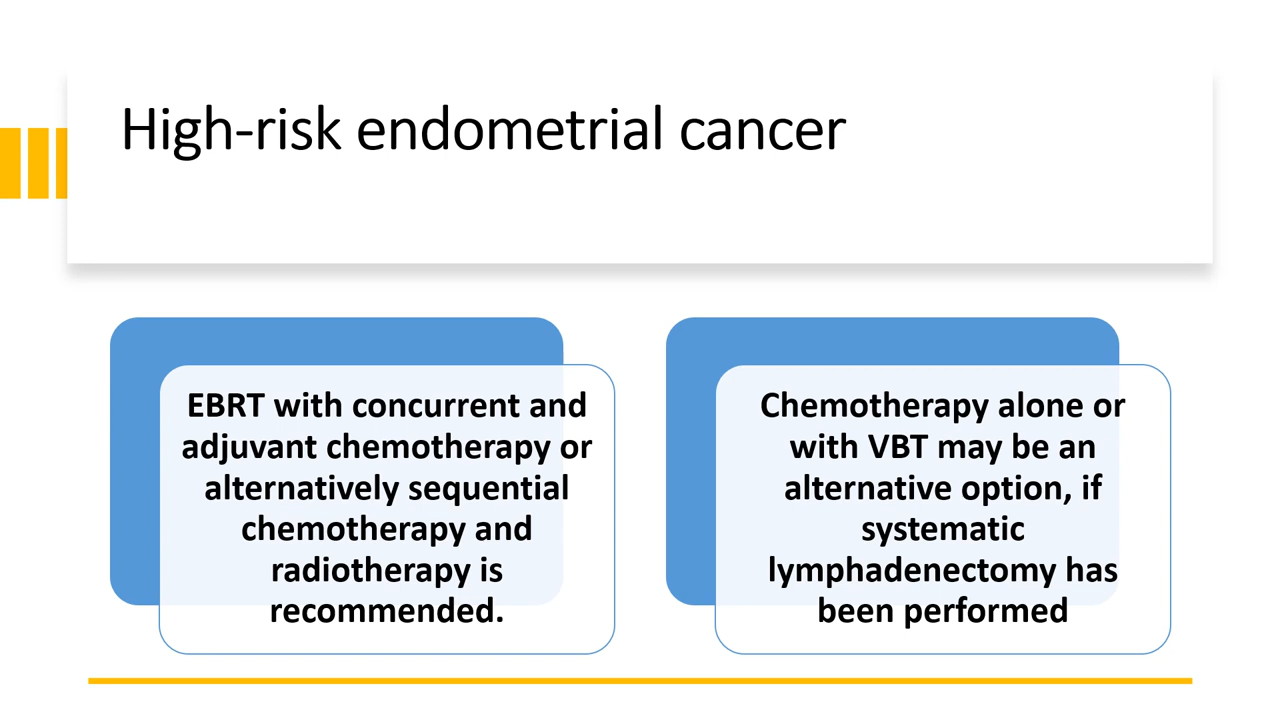 High-risk endometrial cancer
EBRT with concurrent and
adjuvant chemotherapy or
alternatively sequential
chemotherapy and
radiotherapy is
recommended.
Chemotherapy alone or
with VBT may be an
alternative option, if
systematic
lymphadenectomy has
been performed